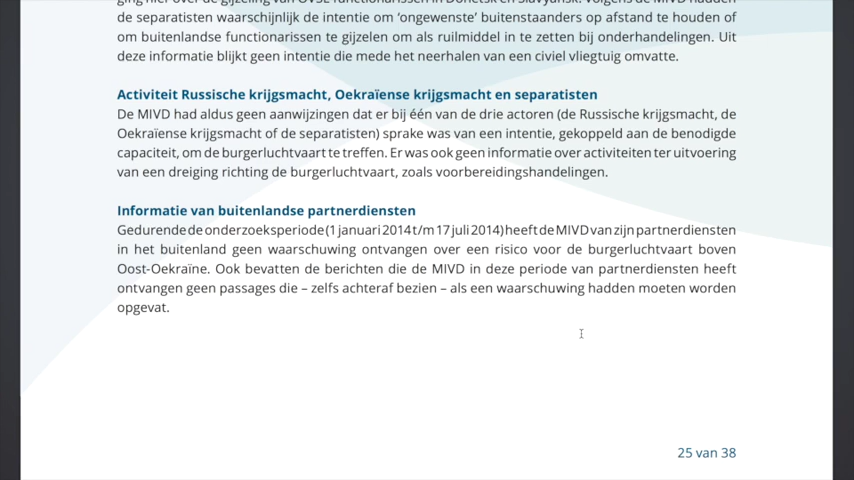 de separatisten waarschijnlijk de intentie om ‘ongewenste’ buitenstaanders op afstand te houden of
om buitenlandse functionarissen te gijzelen om als ruilmiddel in te zetten bij onderhandelingen. Uit
deze informatie blijkt geen intentie die mede het neerhalen van een civiel vliegtuig omvatte.
Activiteit Russische krijgsmacht, Oekraïense krijgsmacht en separatisten
De MIVD had aldus geen aanwijzingen dat er bij één van de drie actoren (de Russische krijgsmacht, de
Oekraïense krijgsmacht of de separatisten) sprake was van een intentie, gekoppeld aan de benodigde
capaciteit, om de burgerluchtvaart te treffen. Er was ook geen informatie over activiteiten ter uitvoering
van een dreiging richting de burgerluchtvaart, zoals voorbereidingshandelingen.
Informatie van buitenlandse partnerdiensten
Gedurende de onderzoeksperiode (1 januari 2014 t/m 17 juli 2014) heeft de MIVD van zijn partnerdiensten
in het buitenland geen waarschuwing ontvangen over een risico voor de burgerluchtvaart boven
Oost-Oekraïne. Ook bevatten de berichten die de MIVD in deze periode van partnerdiensten heeft
ontvangen geen passages die – zelfs achteraf bezien – als een waarschuwing hadden moeten worden
opgevat.
25 van 38